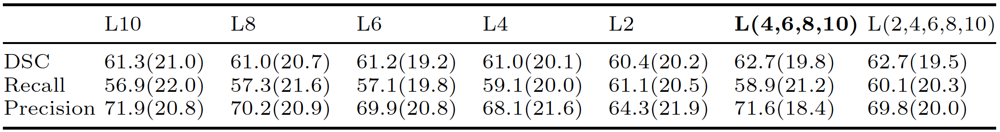 L10 L8 L6 L4 L2 L(4,6,8,10) L(2,4,6,8,10)
DSC 61.3(21.0) 61.0(20.7) 61.2(19.2) 61.0(20.1) 60.4(20.2) 62.7(19.8) 62.7(19.5)
Recall 56.9(22.0) 57.3(21.6) 57.1(19.8) 59.1(20.0) 61.1(20.5) 58.9(21.2) 60.1(20.3)
Precision 71.9(20.8) 70.2(20.9) 69.9(20.8) 68.1(21.6) 64.3(21.9) 71.6(18.4) 69.8(20.0)